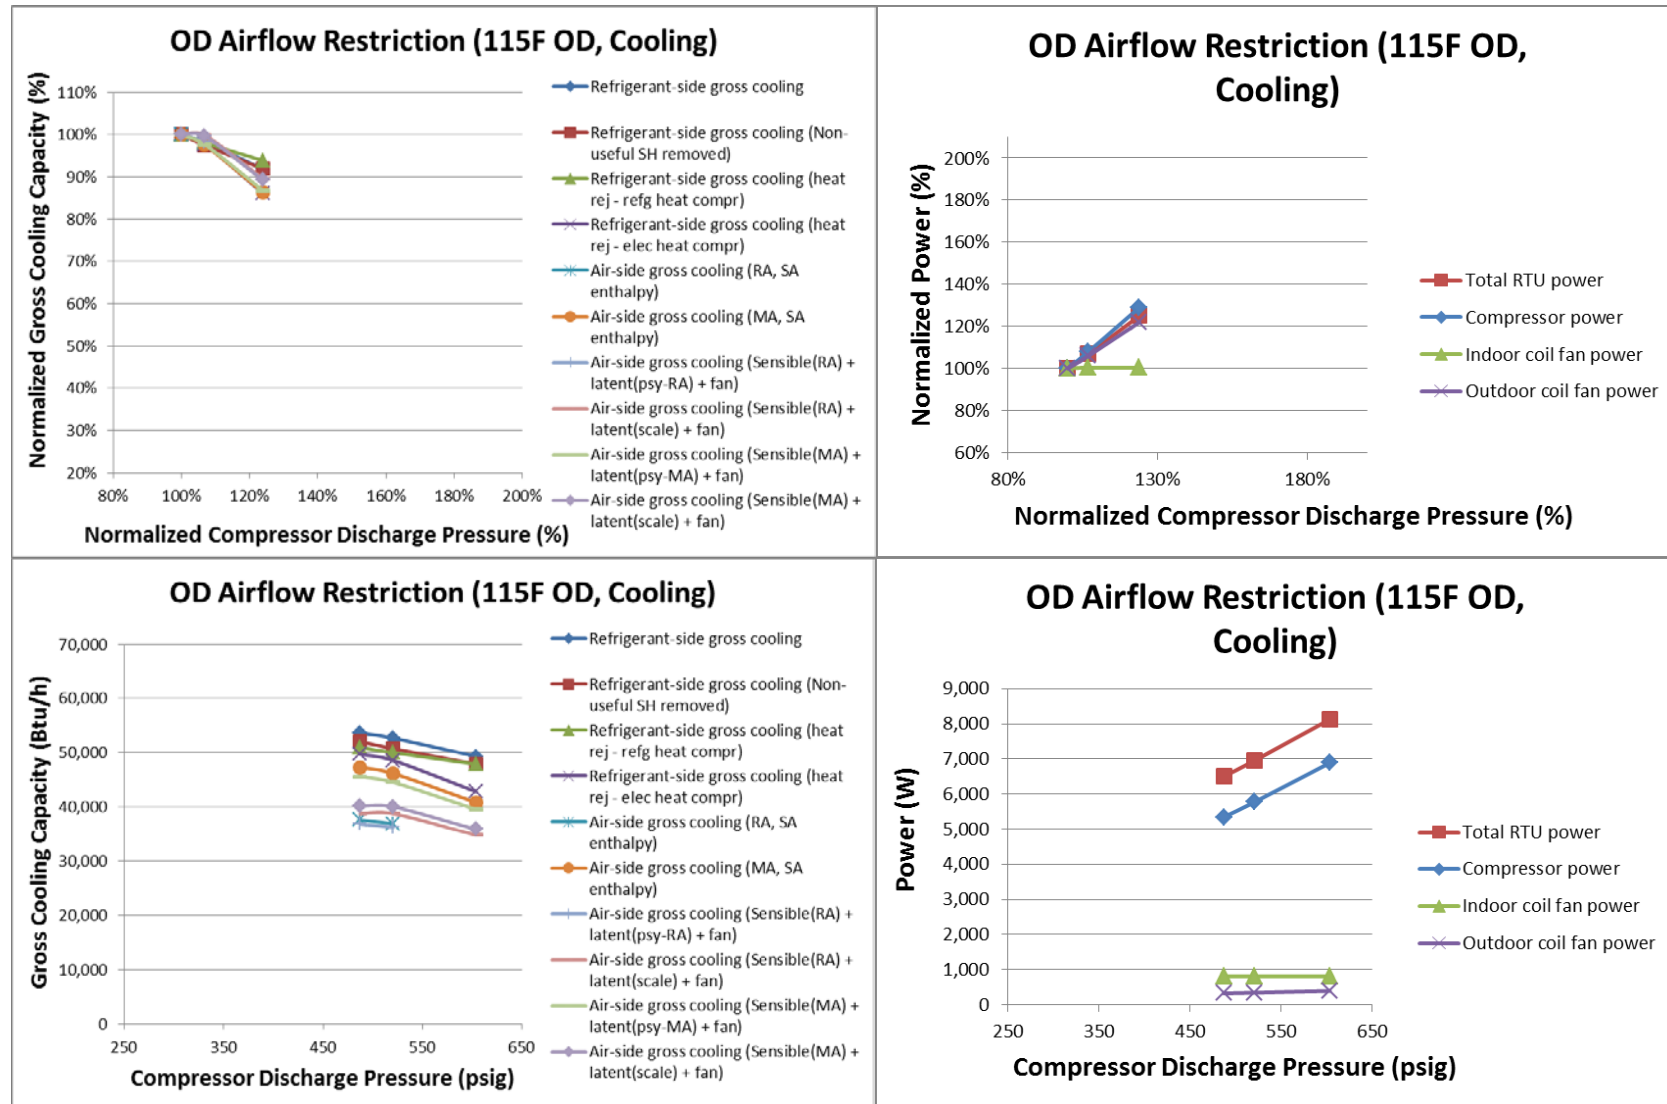 OD Airflow Restriction (115F OD, Cooling)
Normalized Gross Cooling Capacity (%)
110%
100%
90%
80%
70%
60%
50%
40%
30%
20%
80%
100%
120%
140%
160%
180%
200%
Normalized Compressor Discharge Pressure (%)
Refrigerant-side gross cooling
Refrigerant-side gross cooling (Non-
useful SH removed)
Refrigerant-side gross cooling (heat
rej - refg heat compr)
Refrigerant-side gross cooling (heat
rej - elec heat compr)
Air-side gross cooling (RA, SA
enthalpy)
Air-side gross cooling (MA, SA
enthalpy)
Air-side gross cooling (Sensible(RA) +
latent(psy-RA) + fan)
Air-side gross cooling (Sensible(RA) +
latent(scale) + fan)
Air-side gross cooling (Sensible(MA) +
latent(psy-MA) + fan)
Air-side gross cooling (Sensible(MA) +
latent(scale) + fan)
OD Airflow Restriction (115F OD,
Cooling)
Normalized Power (%)
200%
180%
160%
140%
120%
100%
80%
60%
80%
130%
180%
Normalized Compressor Discharge Pressure (%)
Total RTU power
Compressor power
Indoor coil fan power
Outdoor coil fan power
OD Airflow Restriction (115F OD, Cooling)
Gross Cooling Capacity (Btu/h)
70,000
60,000
50,000
40,000
30,000
20,000
10,000
0
250
350
450
550
650
Compressor Discharge Pressure (psig)
Refrigerant-side gross cooling
Refrigerant-side gross cooling (Non-
useful SH removed)
Refrigerant-side gross cooling (heat
rej - refg heat compr)
Refrigerant-side gross cooling (heat
rej - elec heat compr)
Air-side gross cooling (RA, SA
enthalpy)
Air-side gross cooling (MA, SA
enthalpy)
Air-side gross cooling (Sensible(RA) +
latent(psy-RA) + fan)
Air-side gross cooling (Sensible(RA) +
latent(scale) + fan)
Air-side gross cooling (Sensible(MA) +
latent(psy-MA) + fan)
Air-side gross cooling (Sensible(MA) +
latent(scale) + fan)
OD Airflow Restriction (115F OD,
Cooling)
Power (W)
9,000
8,000
7,000
6,000
5,000
4,000
3,000
2,000
1,000
0
250
350
450
550
650
Compressor Discharge Pressure (psig)
Total RTU power
Compressor power
Indoor coil fan power
Outdoor coil fan power